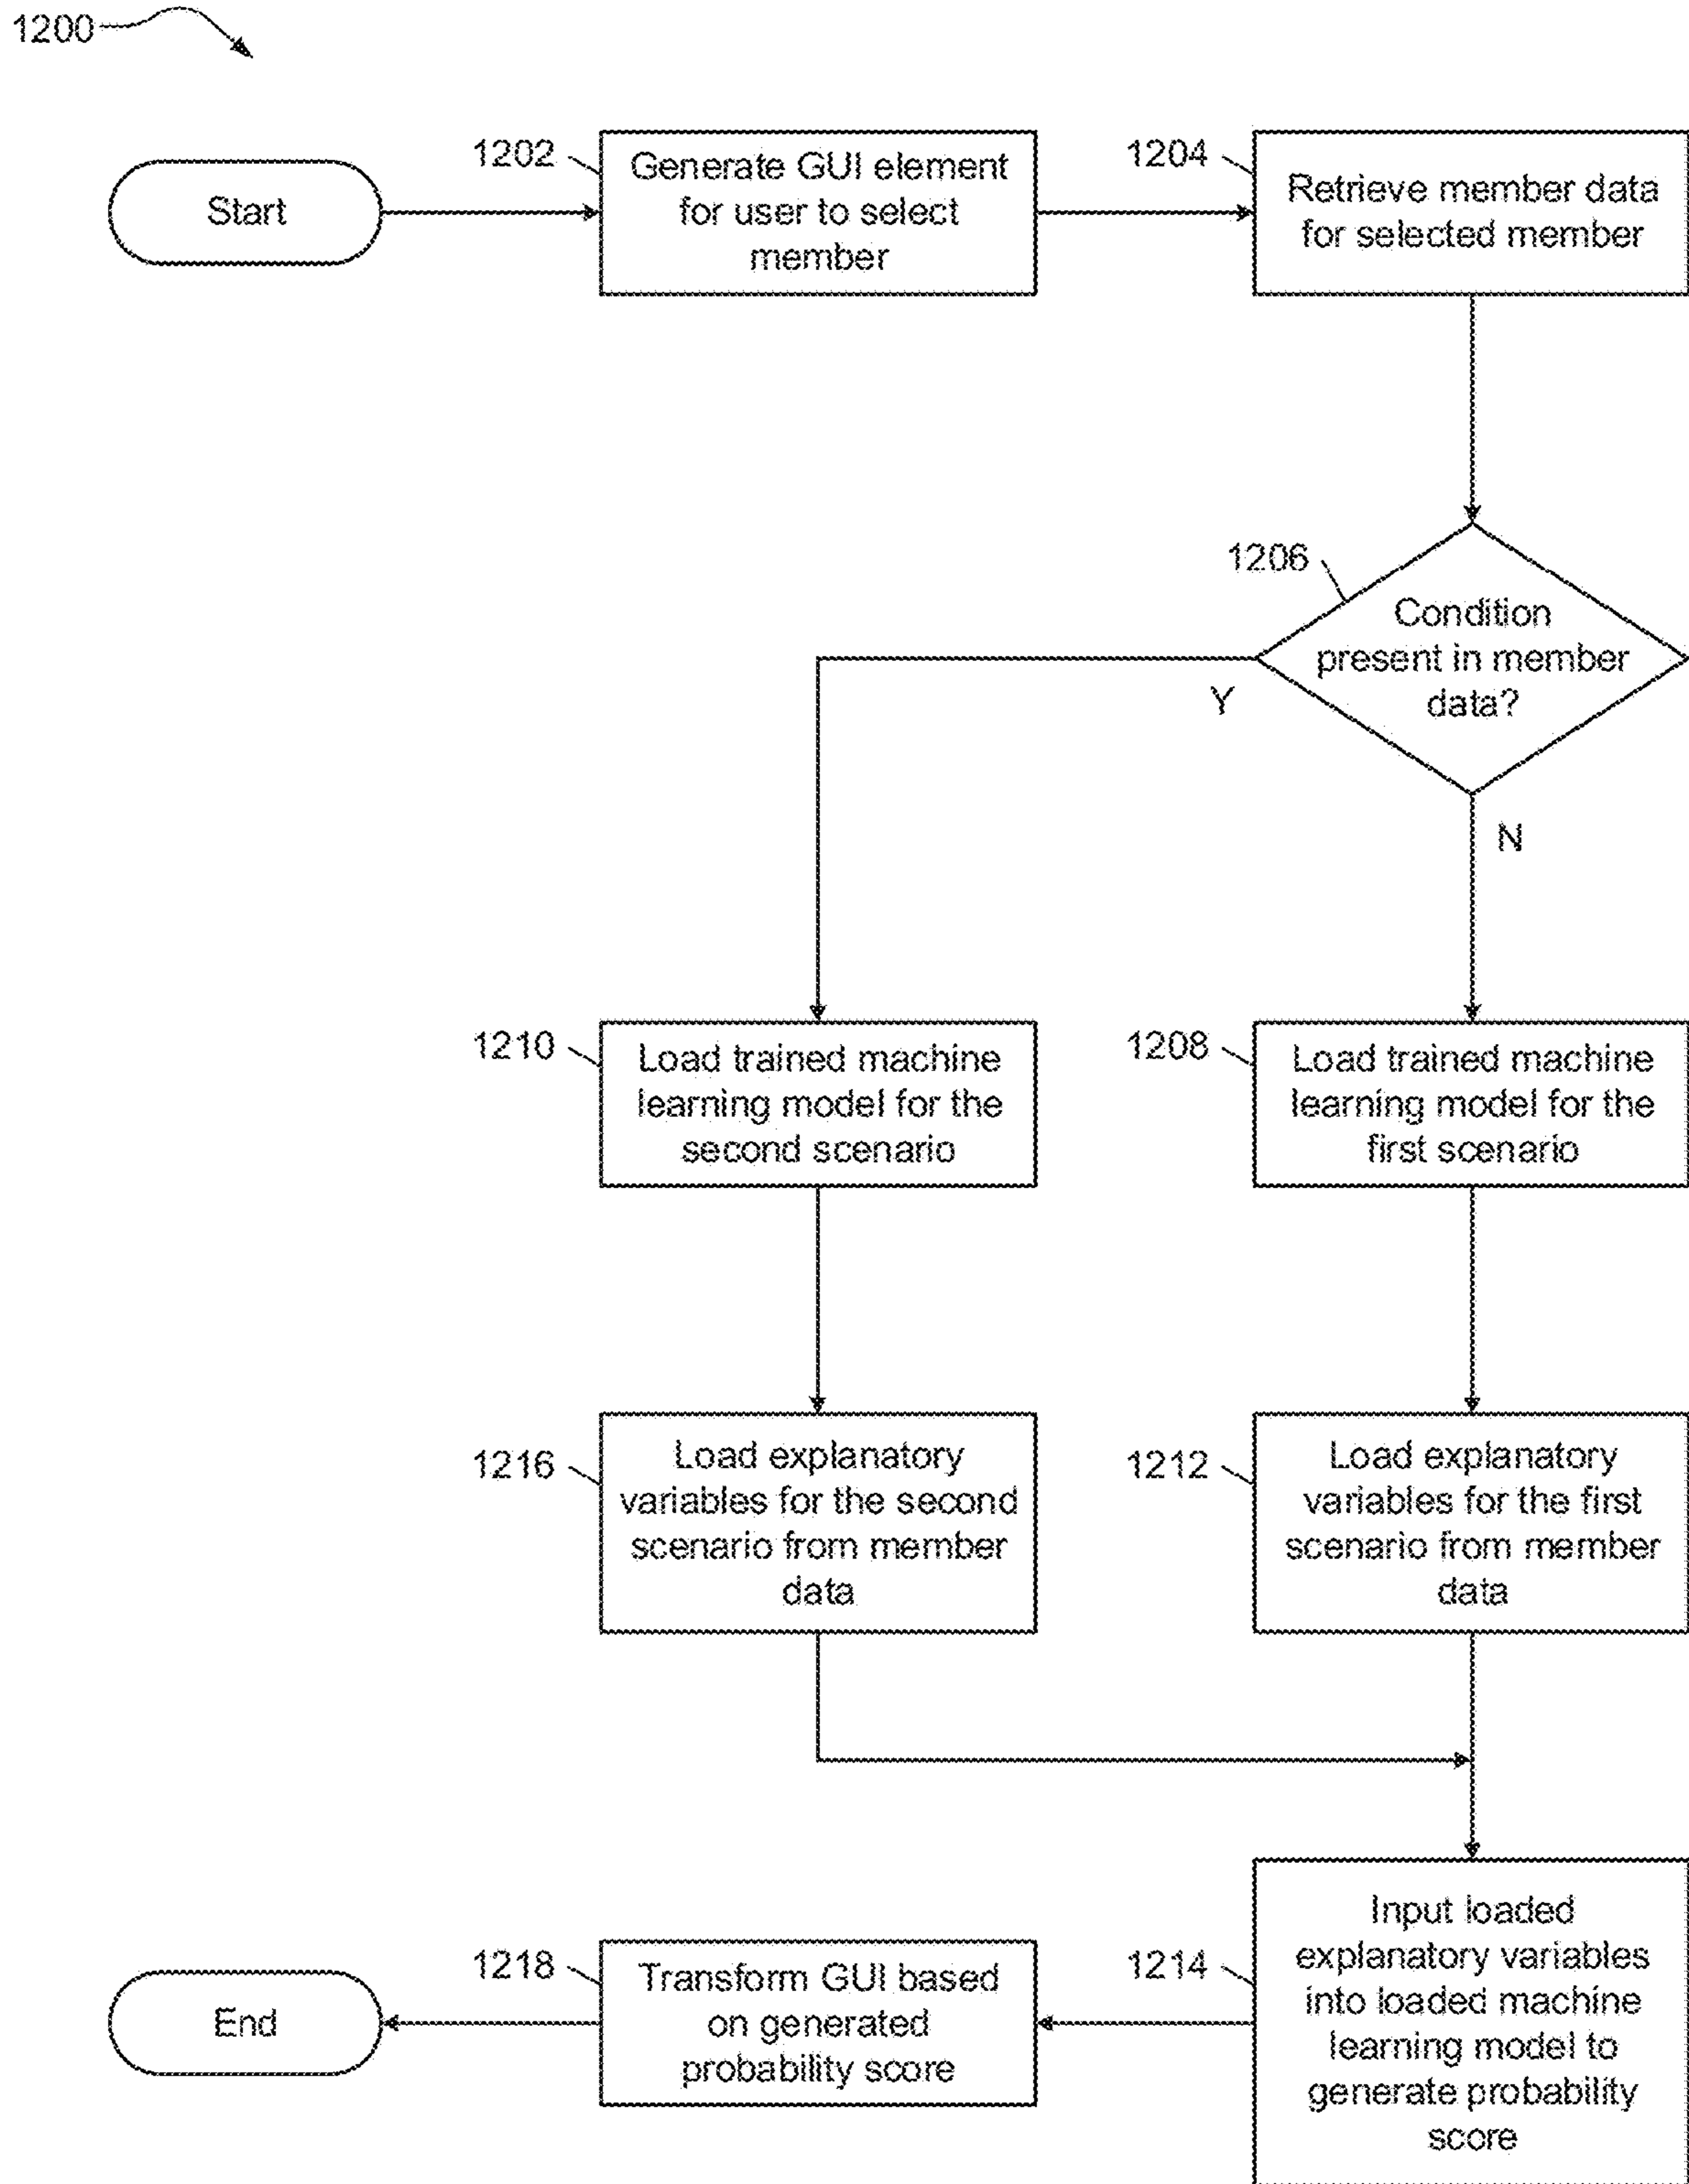 1200
Start
1202
Generate GUI element
for user to select
member
1204
Retrieve member data
for selected member
1206
Condition
present in member
data?
Y
N
1210
Load trained machine
learning model for the
second scenario
1208
Load trained machine
learning model for the
first scenario
1216
Load explanatory
variables for the second
scenario from member
data
1212
Load explanatory
variables for the first
scenario from member
data
End
1218
Transform GUI based
on generated
probability score
1214
Input loaded
explanatory variables
into loaded machine
learning model to
generate probability
score